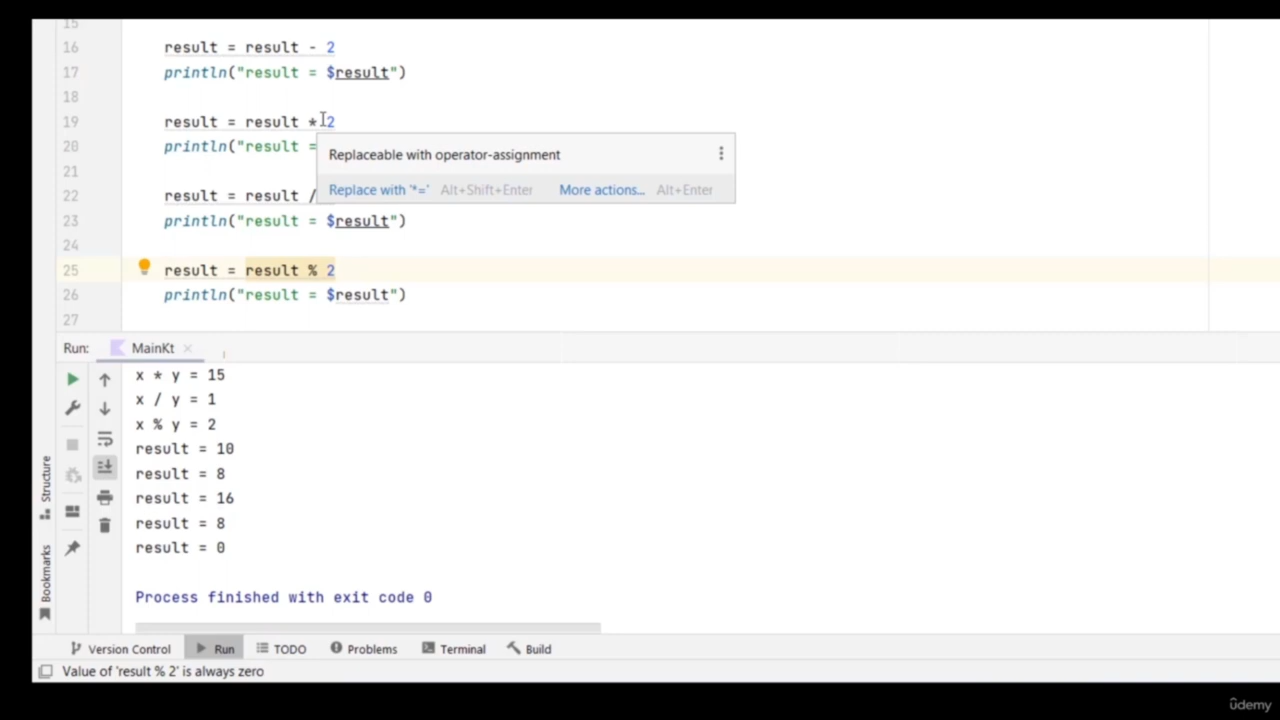 15
16 result = result - 2
17 println("result = $result")
18
19 result = result * 2
20 println("result =
21
22 result = result /
23 println("result = $result")
24
25 result = result % 2
26 println("result = $result")
27
Replaceable with operator-assignment
Replace with '*=' Alt+Shift+Enter More actions... Alt+Enter
Run: MainKt
x * y = 15
x / y = 1
x % y = 2
result = 10
result = 8
result = 16
result = 8
result = 0
Process finished with exit code 0
Structure
Bookmarks
Version Control Run TODO Problems Terminal Build
Value of 'result % 2' is always zero
ûdemy